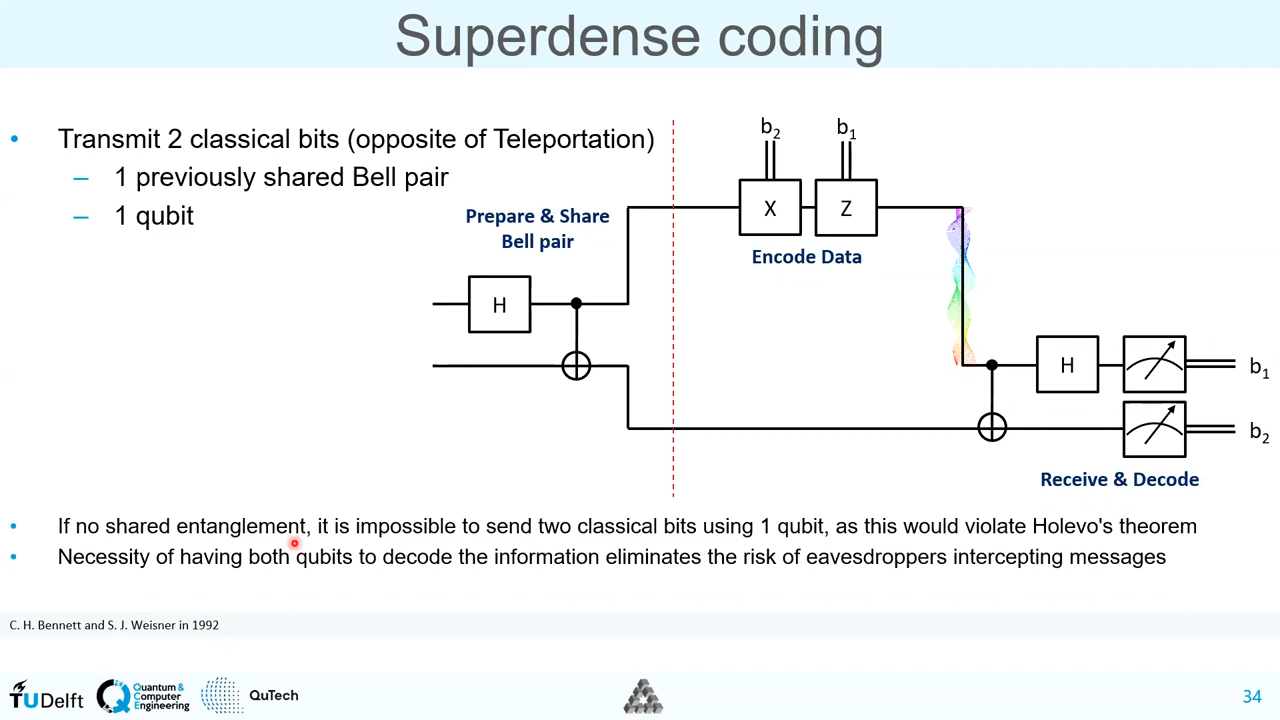 Superdense coding
• Transmit 2 classical bits (opposite of Teleportation)
– 1 previously shared Bell pair
– 1 qubit
Prepare & Share
Bell pair
H
b2
b1
X
Z
Encode Data
H
b1
b2
Receive & Decode
• If no shared entanglement, it is impossible to send two classical bits using 1 qubit, as this would violate Holevo's theorem
• Necessity of having both qubits to decode the information eliminates the risk of eavesdroppers intercepting messages
C. H. Bennett and S. J. Weisner in 1992
TUDelft
Quantum &
Computer
Engineering
QuTech
34